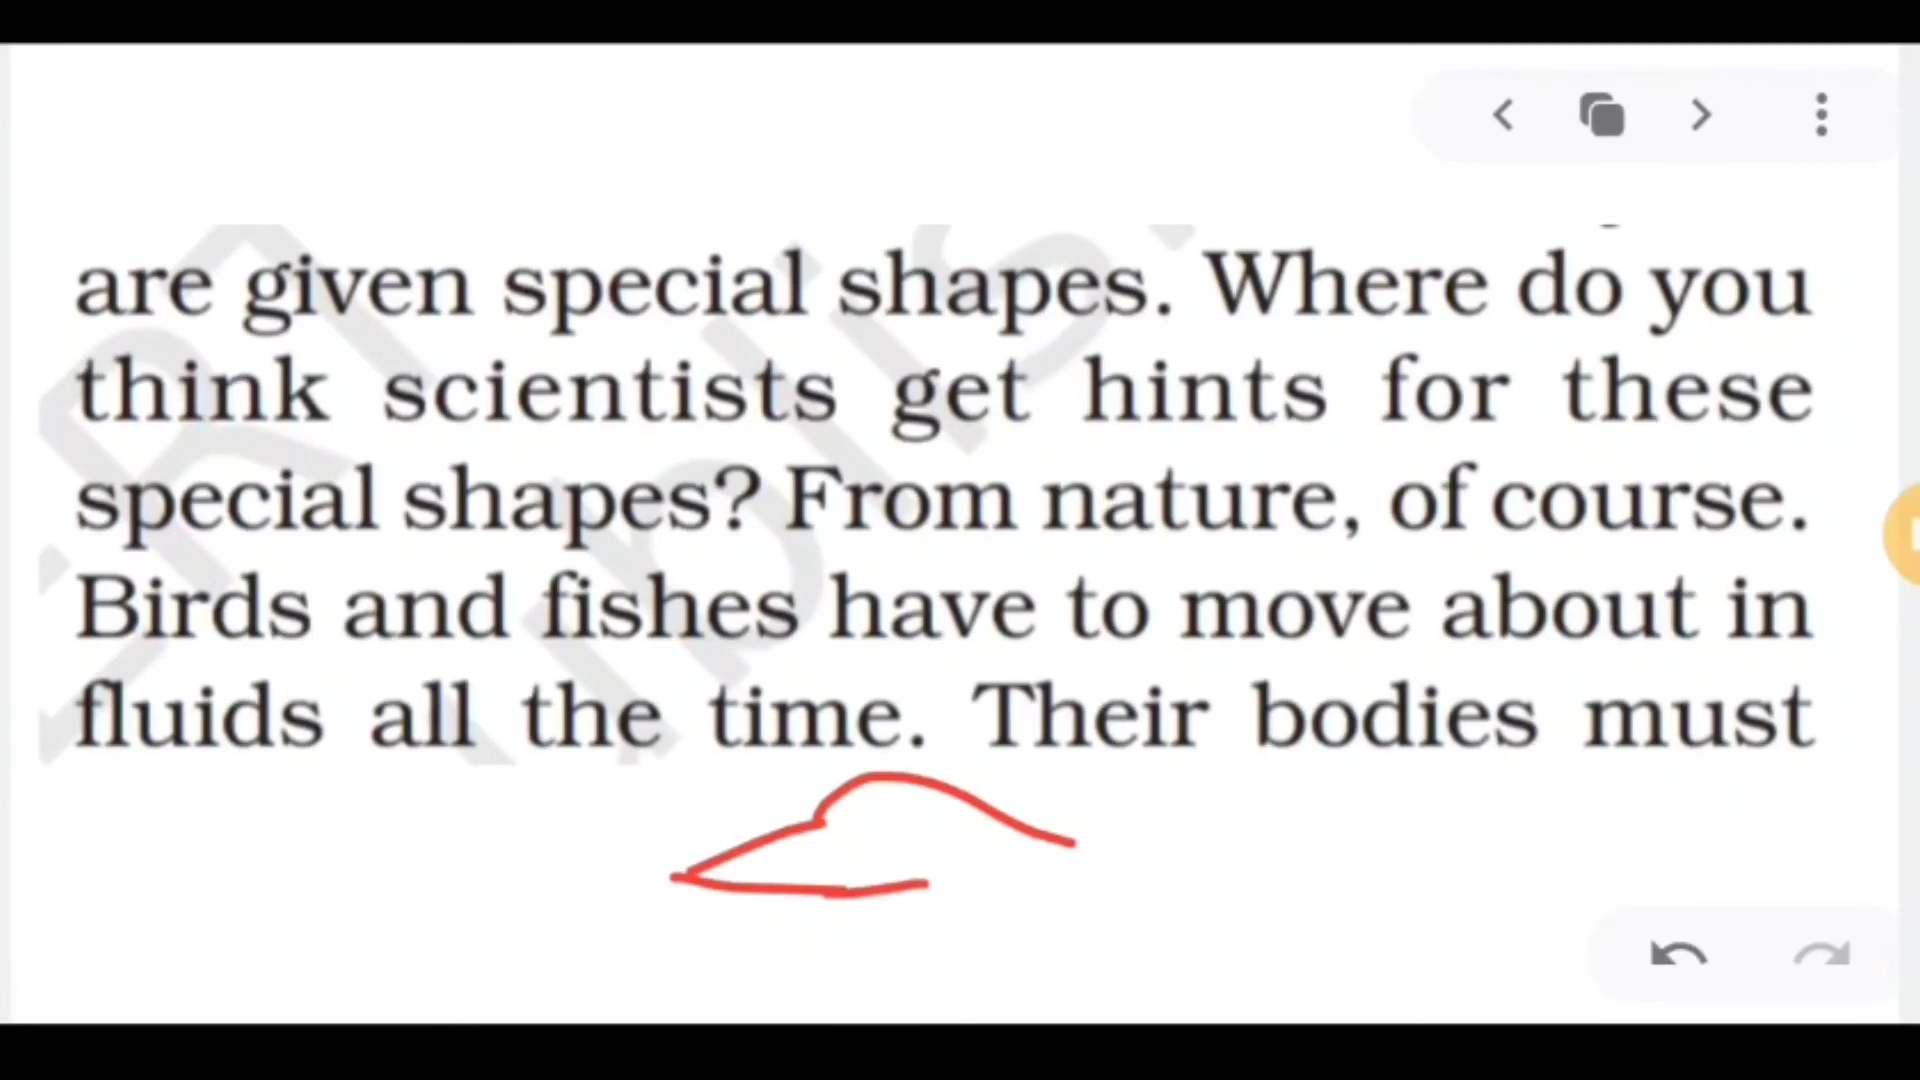 are given special shapes. Where do you
think scientists get hints for these
special shapes? From nature, of course.
Birds and fishes have to move about in
fluids all the time. Their bodies must